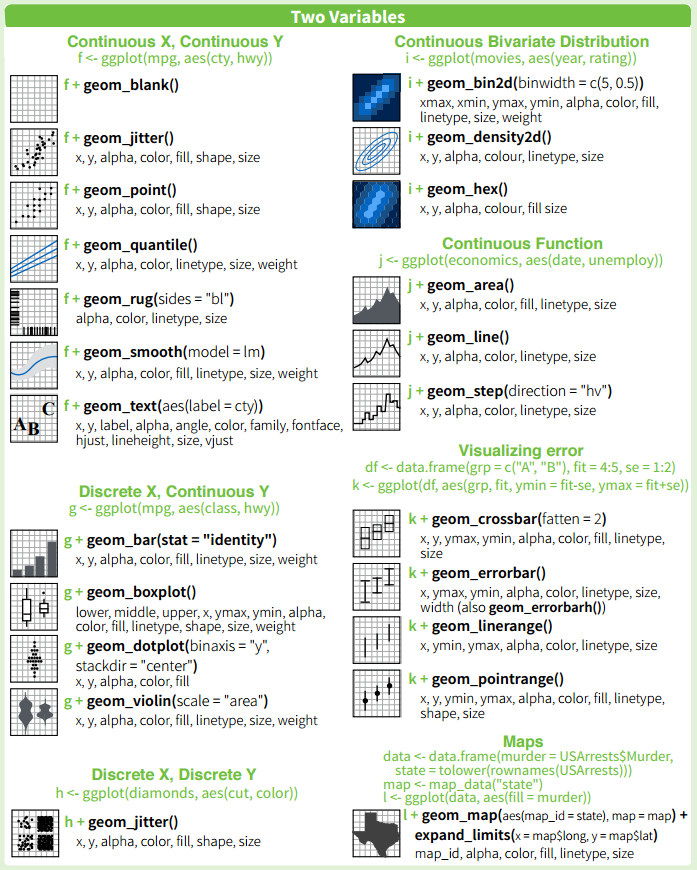 Two Variables
Continuous X, Continuous Y
f <- ggplot(mpg, aes(cty, hwy))
f + geom_blank()
f + geom_jitter()
x, y, alpha, color, fill, shape, size
f + geom_point()
x, y, alpha, color, fill, shape, size
f + geom_quantile()
x, y, alpha, color, linetype, size, weight
f + geom_rug(sides = "bl")
alpha, color, linetype, size
f + geom_smooth(model = lm)
x, y, alpha, color, fill, linetype, size, weight
A B C
f + geom_text(aes(label = cty))
x, y, label, alpha, angle, color, family, fontface,
hjust, lineheight, size, vjust
Discrete X, Continuous Y
g <- ggplot(mpg, aes(class, hwy))
g + geom_bar(stat = "identity")
x, y, alpha, color, fill, linetype, size, weight
g + geom_boxplot()
lower, middle, upper, x, ymax, ymin, alpha,
color, fill, linetype, shape, size, weight
g + geom_dotplot(binaxis = "y",
stackdir = "center")
x, y, alpha, color, fill
g + geom_violin(scale = "area")
x, y, alpha, color, fill, linetype, size, weight
Discrete X, Discrete Y
h <- ggplot(diamonds, aes(cut, color))
h + geom_jitter()
x, y, alpha, color, fill, shape, size
Continuous Bivariate Distribution
i <- ggplot(movies, aes(year, rating))
i + geom_bin2d(binwidth = c(5, 0.5))
xmax, xmin, ymax, ymin, alpha, color, fill,
linetype, size, weight
i + geom_density2d()
x, y, alpha, colour, linetype, size
i + geom_hex()
x, y, alpha, colour, fill size
Continuous Function
j <- ggplot(economics, aes(date, unemploy))
j + geom_area()
x, y, alpha, color, fill, linetype, size
j + geom_line()
x, y, alpha, color, linetype, size
j + geom_step(direction = "hv")
x, y, alpha, color, linetype, size
Visualizing error
df <- data.frame(grp = c("A", "B"), fit = 4:5, se = 1:2)
k <- ggplot(df, aes(grp, fit, ymin = fit-se, ymax = fit+se))
k + geom_crossbar(fatten = 2)
x, y, ymax, ymin, alpha, color, fill, linetype,
size
k + geom_errorbar()
x, ymax, ymin, alpha, color, linetype, size,
width (also geom_errorbarh())
k + geom_linerange()
x, ymin, ymax, alpha, color, linetype, size
k + geom_pointrange()
x, y, ymin, ymax, alpha, color, fill, linetype,
shape, size
Maps
data <- data.frame(murder = USArrests$Murder,
state = tolower(rownames(USArrests)))
map <- map_data("state")
l <- ggplot(data, aes(fill = murder))
l + geom_map(aes(map_id = state), map = map) +
expand_limits(x = map$long, y = map$lat)
map_id, alpha, color, fill, linetype, size